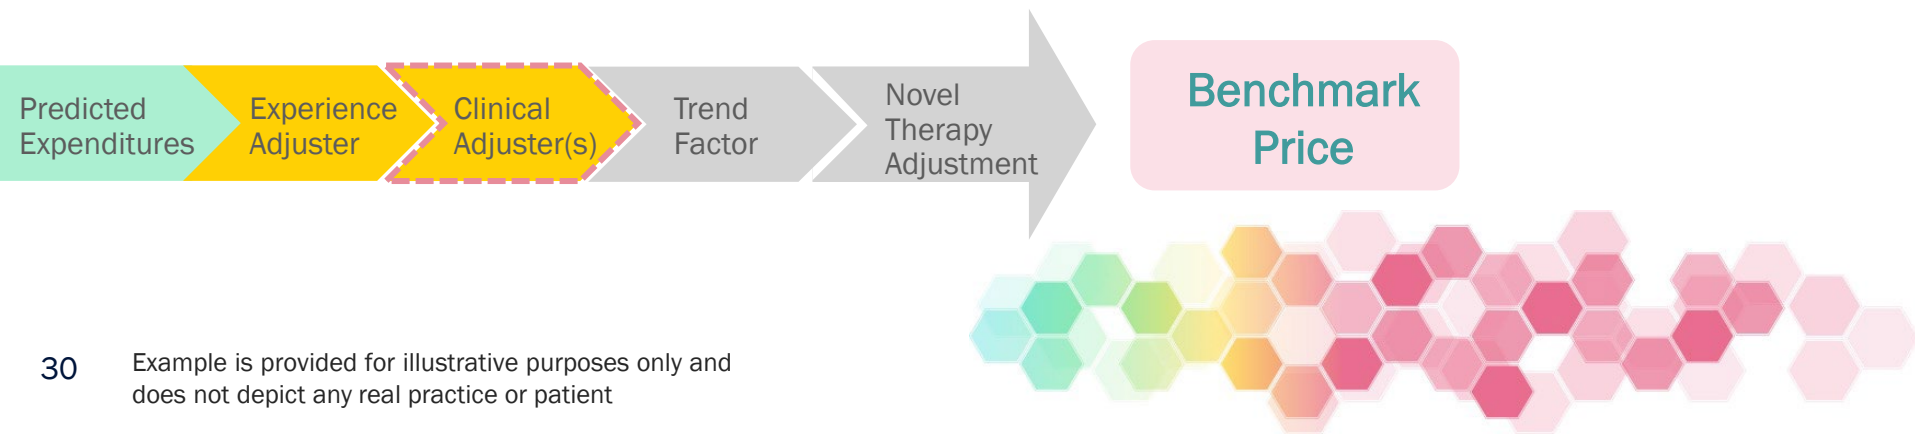 Predicted
Expenditures
Experience
Adjuster
Clinical
Adjuster(s)
Trend
Factor
Novel
Therapy
Adjustment
Benchmark
Price
30
Example is provided for illustrative purposes only and
does not depict any real practice or patient